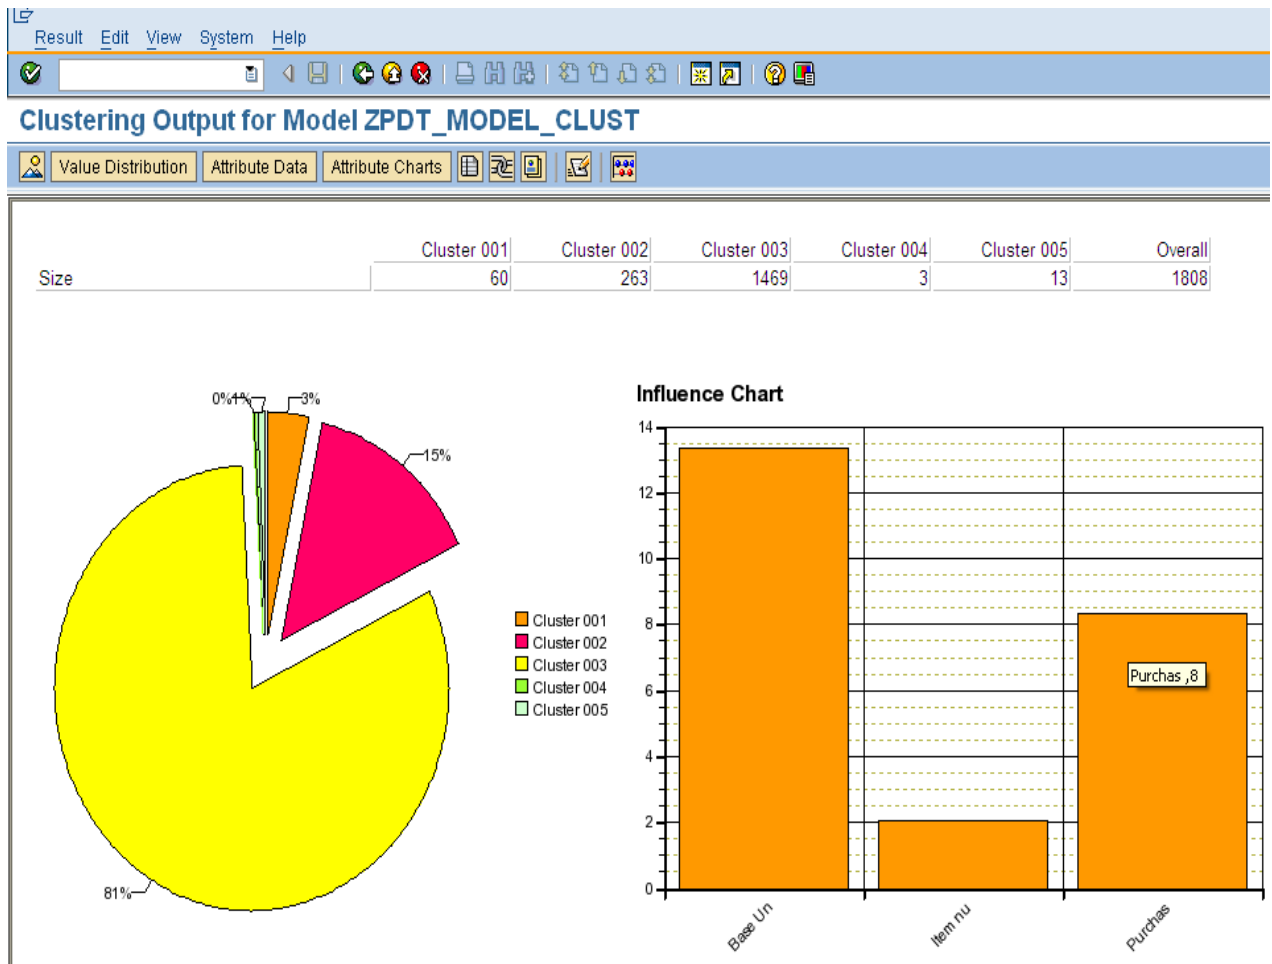 Result Edit View System Help
Clustering Output for Model ZPDT_MODEL_CLUST
Value Distribution Attribute Data Attribute Charts
Cluster 001 Cluster 002 Cluster 003 Cluster 004 Cluster 005 Overall
Size 60 263 1469 3 13 1808
Influence Chart
0% 1% 3%
15%
81%
Cluster 001
Cluster 002
Cluster 003
Cluster 004
Cluster 005
14
12
10
8
6
4
2
0
Purchas ,8
Base Un Item nu Purchas